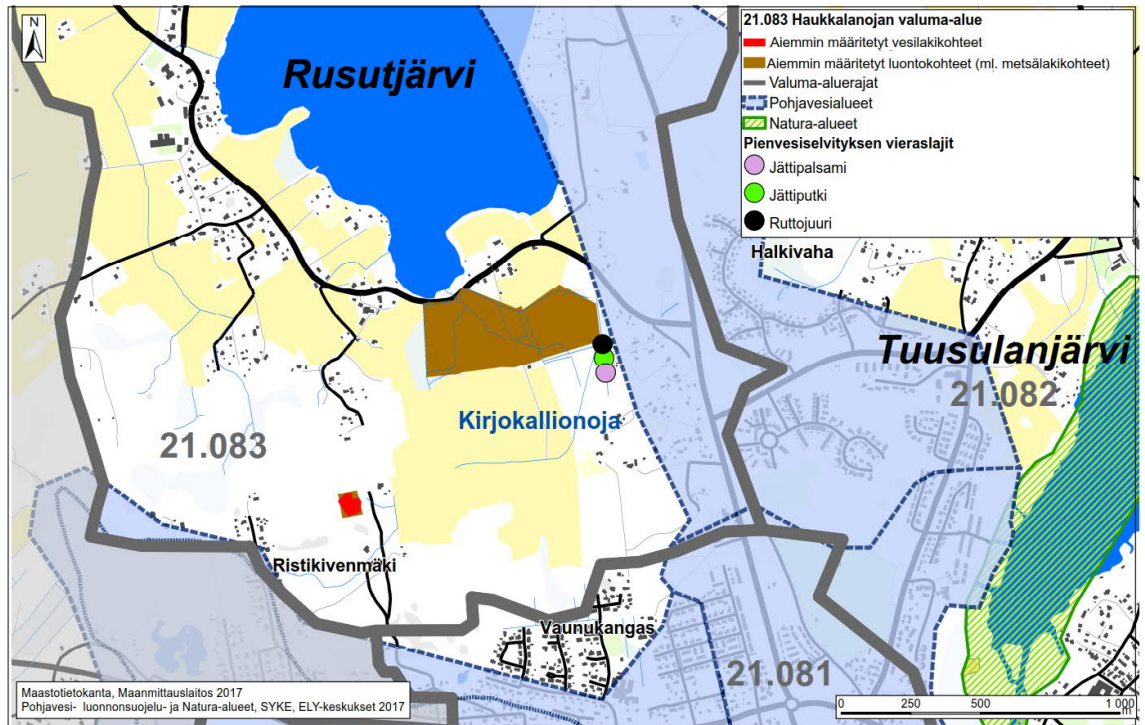 N
Rusutjärvi
21.083 Haukkalanojan valuma-alue
Aiemmin määritetyt vesilakikohteet
Aiemmin määritetyt luontokohteet (ml. metsälakikohteet)
Valuma-aluerajat
Pohjavesialueet
Natura-alueet
Pienvesiselvityksen vieraslajit
Jättipalsami
Jättiputki
Ruttojuuri
Halkivaha
Tuusulanjärvi
21.082
Kirjokallionoja
21.083
Ristikivenmäki
Vaunukangas
21.081
Maastotietokanta, Maanmittauslaitos 2017
Pohjavesi- luonnonsuojelu- ja Natura-alueet, SYKE, ELY-keskukset 2017
0 250 500 1 000
m